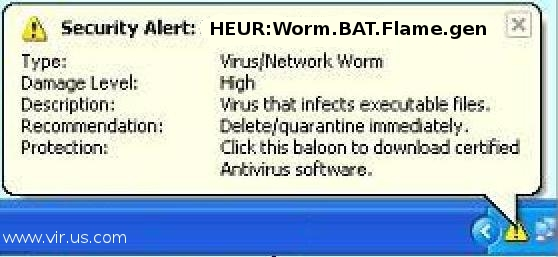 Security Alert: HEUR:Worm.BAT.Flame.gen
Type: Virus/Network Worm
Damage Level: High
Description: Virus that infects executable files.
Recommendation: Delete/quarantine immediately.
Protection: Click this baloon to download certified
Antivirus software.
www.vir.us.com